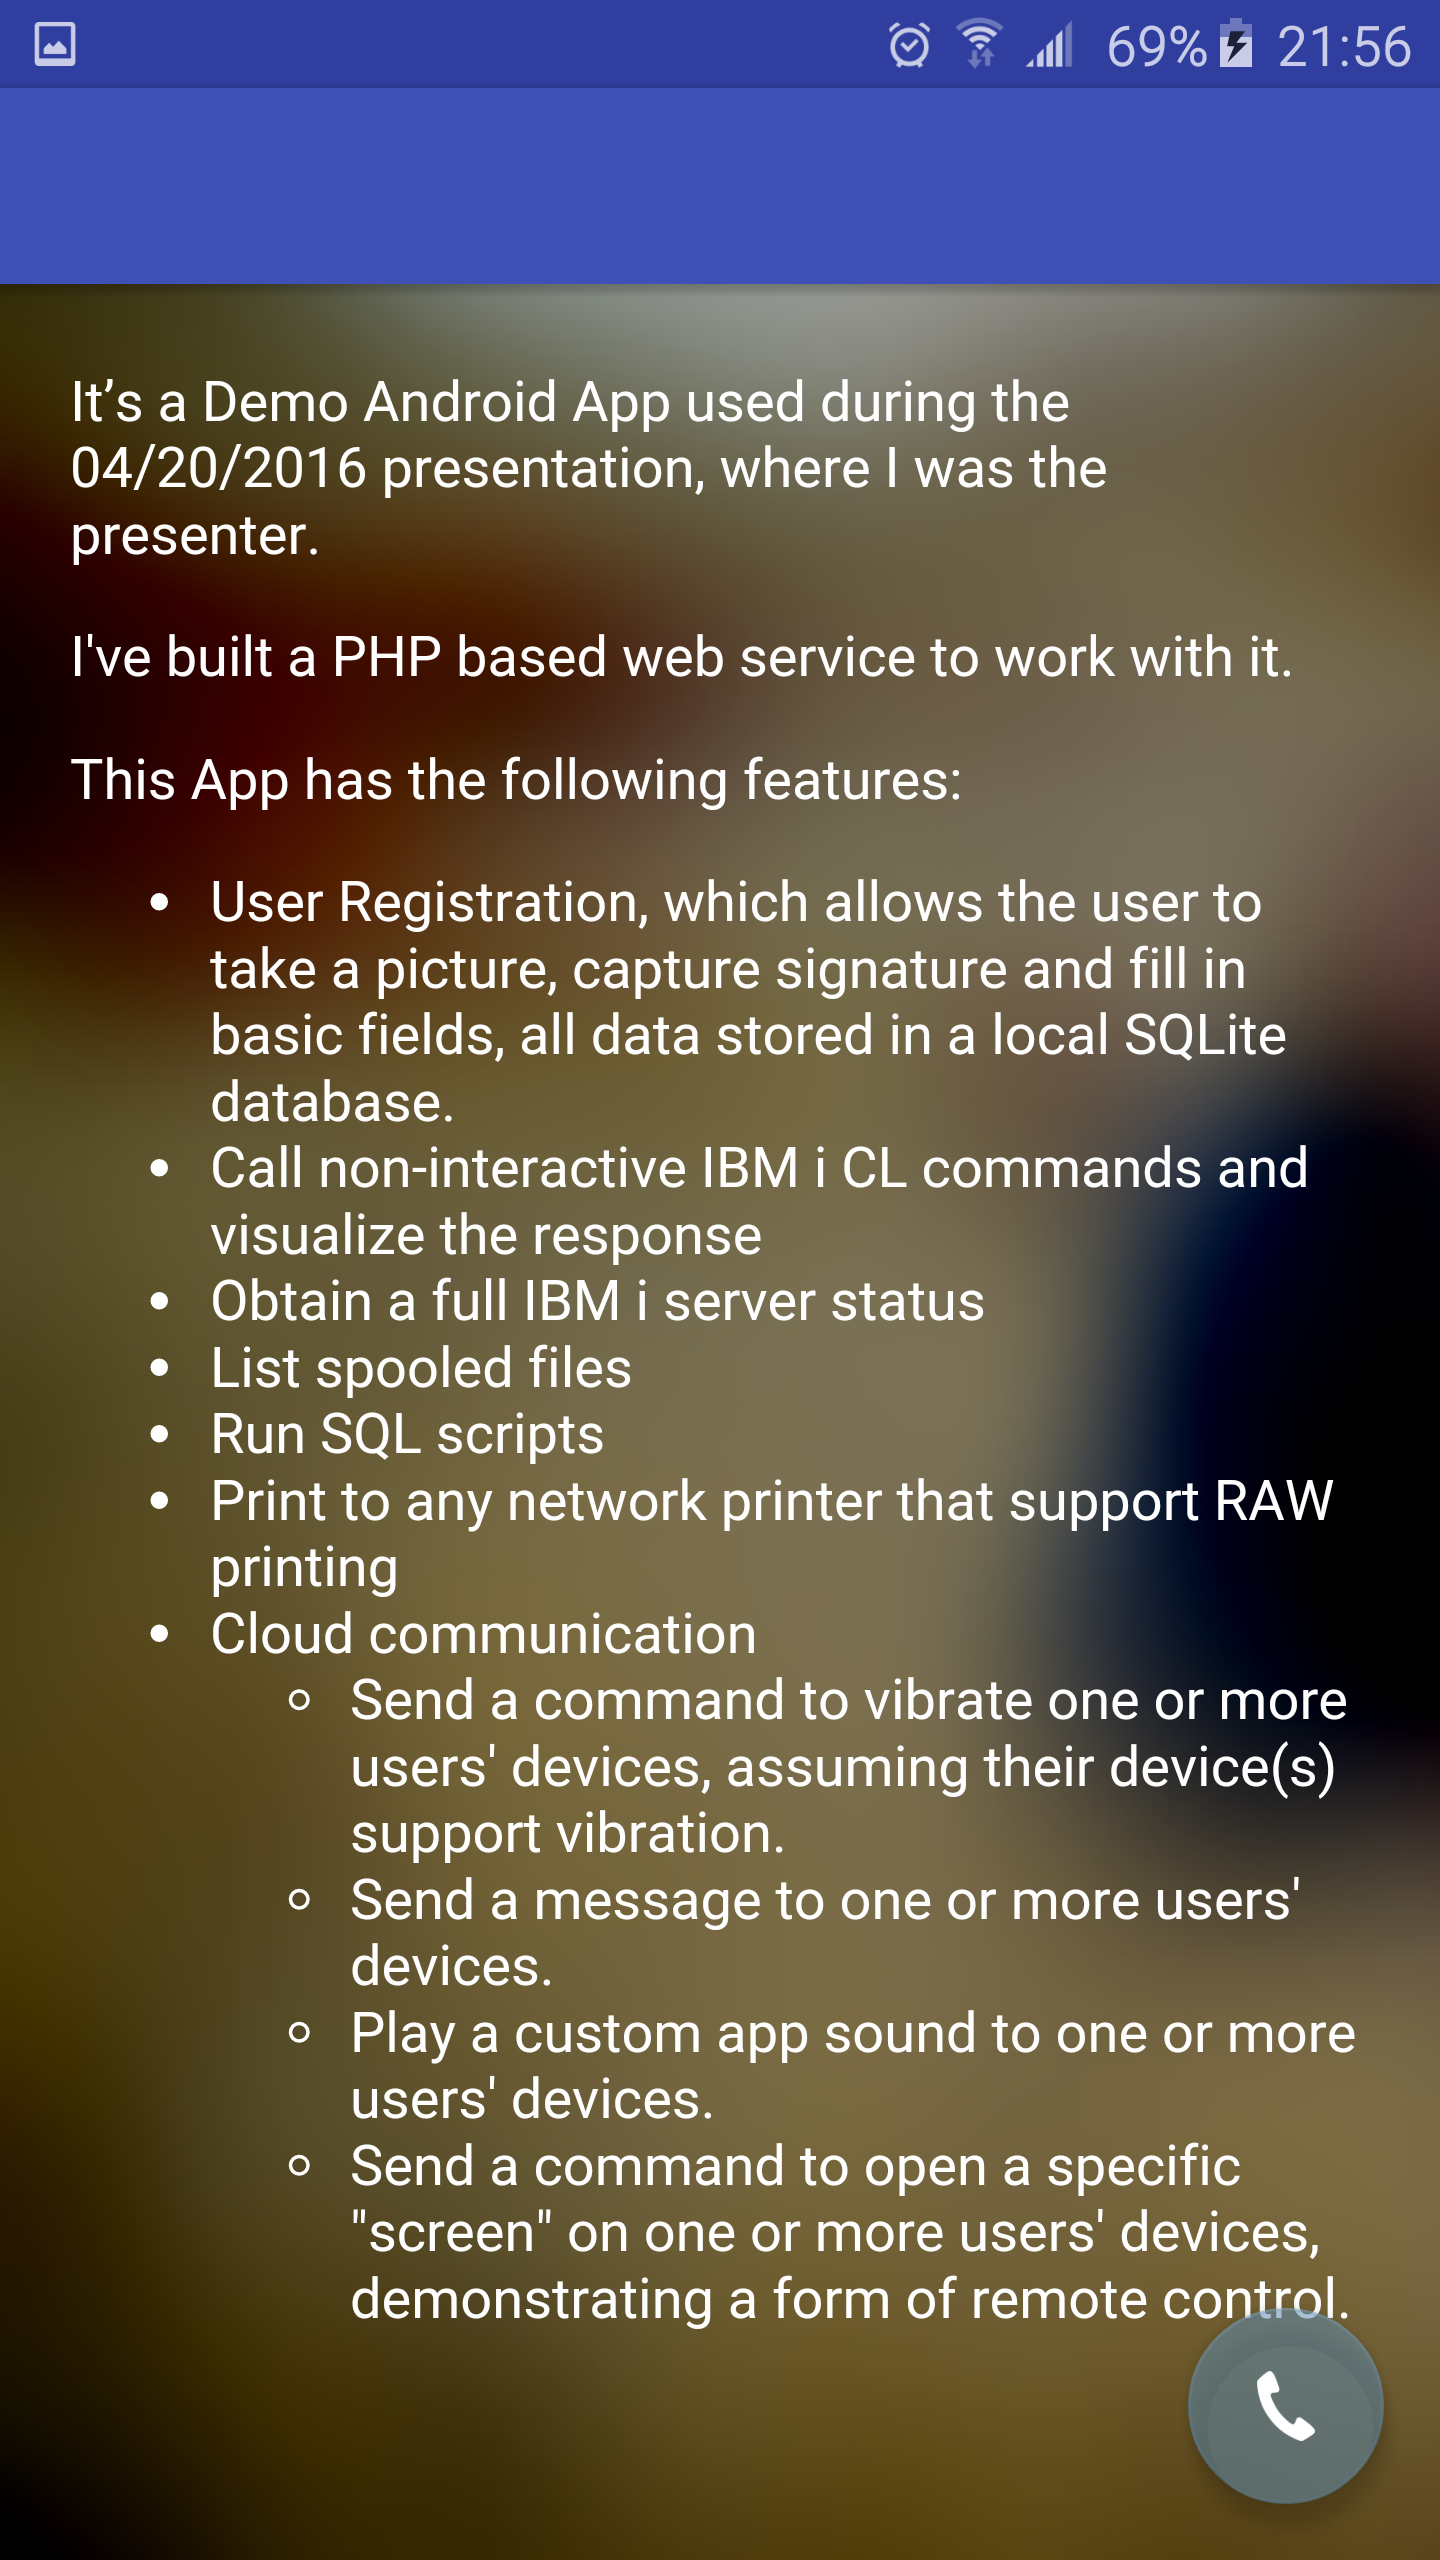 69% 21:56
It’s a Demo Android App used during the
04/20/2016 presentation, where I was the
presenter.
I've built a PHP based web service to work with it.
This App has the following features:
• User Registration, which allows the user to
take a picture, capture signature and fill in
basic fields, all data stored in a local SQLite
database.
• Call non-interactive IBM i CL commands and
visualize the response
• Obtain a full IBM i server status
• List spooled files
• Run SQL scripts
• Print to any network printer that support RAW
printing
• Cloud communication
◦ Send a command to vibrate one or more
users' devices, assuming their device(s)
support vibration.
◦ Send a message to one or more users'
devices.
◦ Play a custom app sound to one or more
users' devices.
◦ Send a command to open a specific
"screen" on one or more users' devices,
demonstrating a form of remote control.